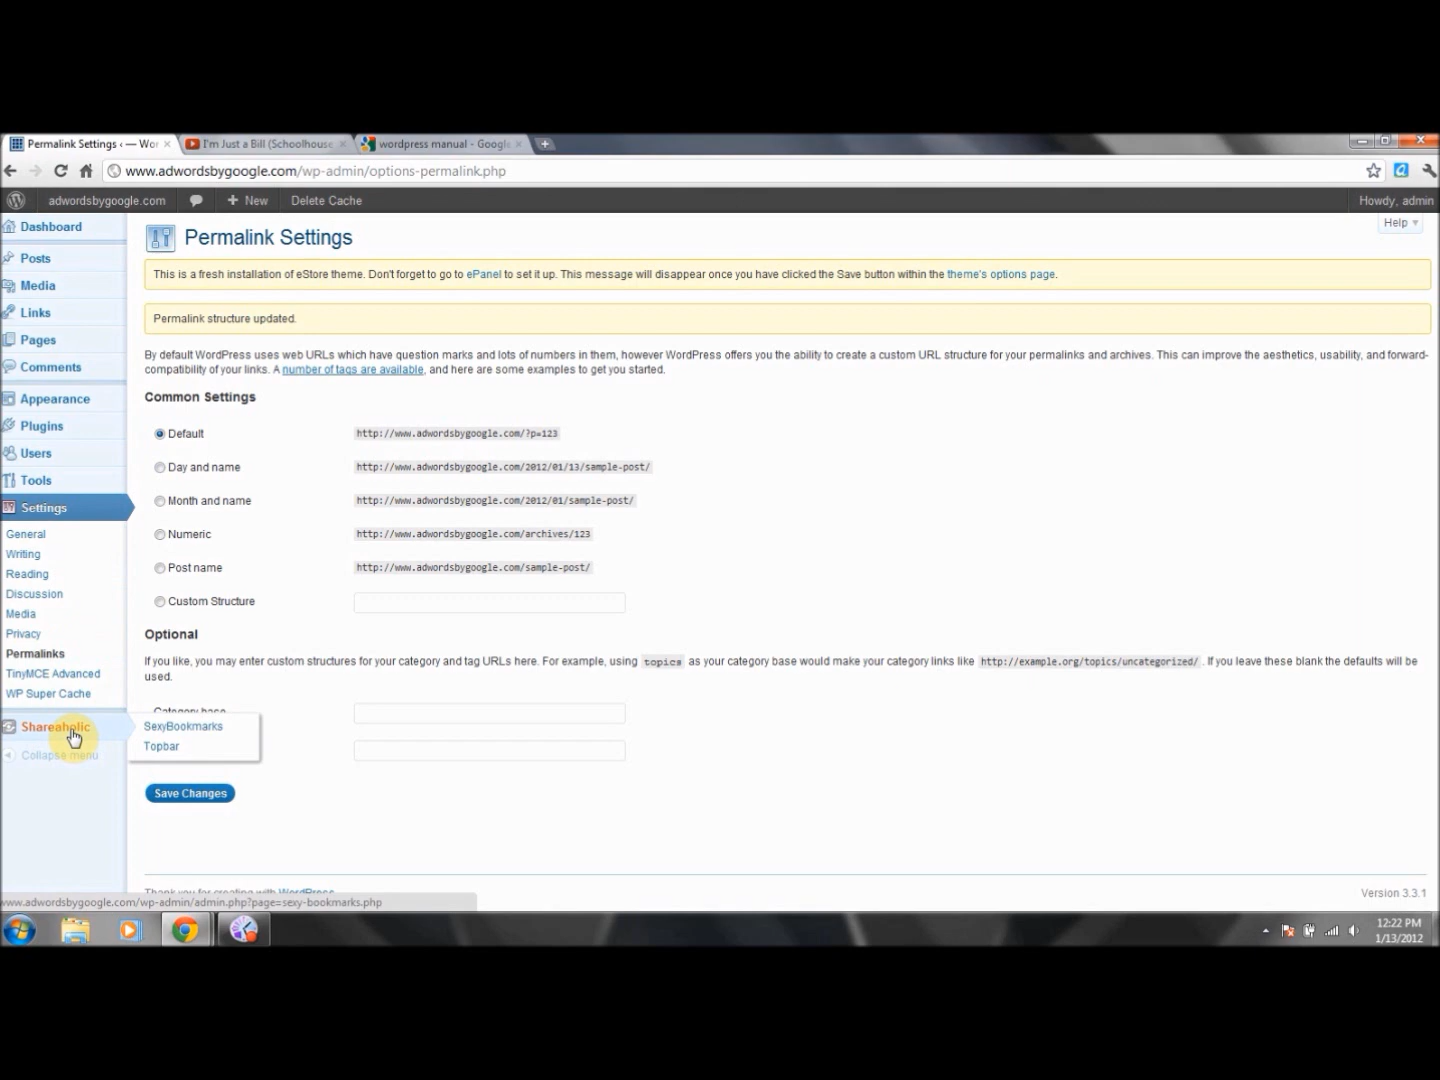 Permalink Settings ‹ — Wor
I'm Just a Bill (Schoolhouse
wordpress manual - Google
www.adwordsbygoogle.com/wp-admin/options-permalink.php
adwordsbygoogle.com
New
Delete Cache
Howdy, admin
Help
Dashboard
Posts
Media
Links
Pages
Comments
Appearance
Plugins
Users
Tools
Settings
General
Writing
Reading
Discussion
Media
Privacy
Permalinks
TinyMCE Advanced
WP Super Cache
Shareaholic
Collapse menu
SexyBookmarks
Topbar
Permalink Settings
This is a fresh installation of eStore theme. Don't forget to go to ePanel to set it up. This message will disappear once you have clicked the Save button within the theme's options page.
Permalink structure updated.
By default WordPress uses web URLs which have question marks and lots of numbers in them, however WordPress offers you the ability to create a custom URL structure for your permalinks and archives. This can improve the aesthetics, usability, and forward-
compatibility of your links. A number of tags are available, and here are some examples to get you started.
Common Settings
Default http://www.adwordsbygoogle.com/?p=123
Day and name http://www.adwordsbygoogle.com/2012/01/13/sample-post/
Month and name http://www.adwordsbygoogle.com/2012/01/sample-post/
Numeric http://www.adwordsbygoogle.com/archives/123
Post name http://www.adwordsbygoogle.com/sample-post/
Custom Structure
Optional
If you like, you may enter custom structures for your category and tag URLs here. For example, using topics as your category base would make your category links like http://example.org/topics/uncategorized/ . If you leave these blank the defaults will be
used.
Category base
Save Changes
Thank you for creating with WordPress
Version 3.3.1
www.adwordsbygoogle.com/wp-admin/admin.php?page=sexy-bookmarks.php
12:22 PM
1/13/2012